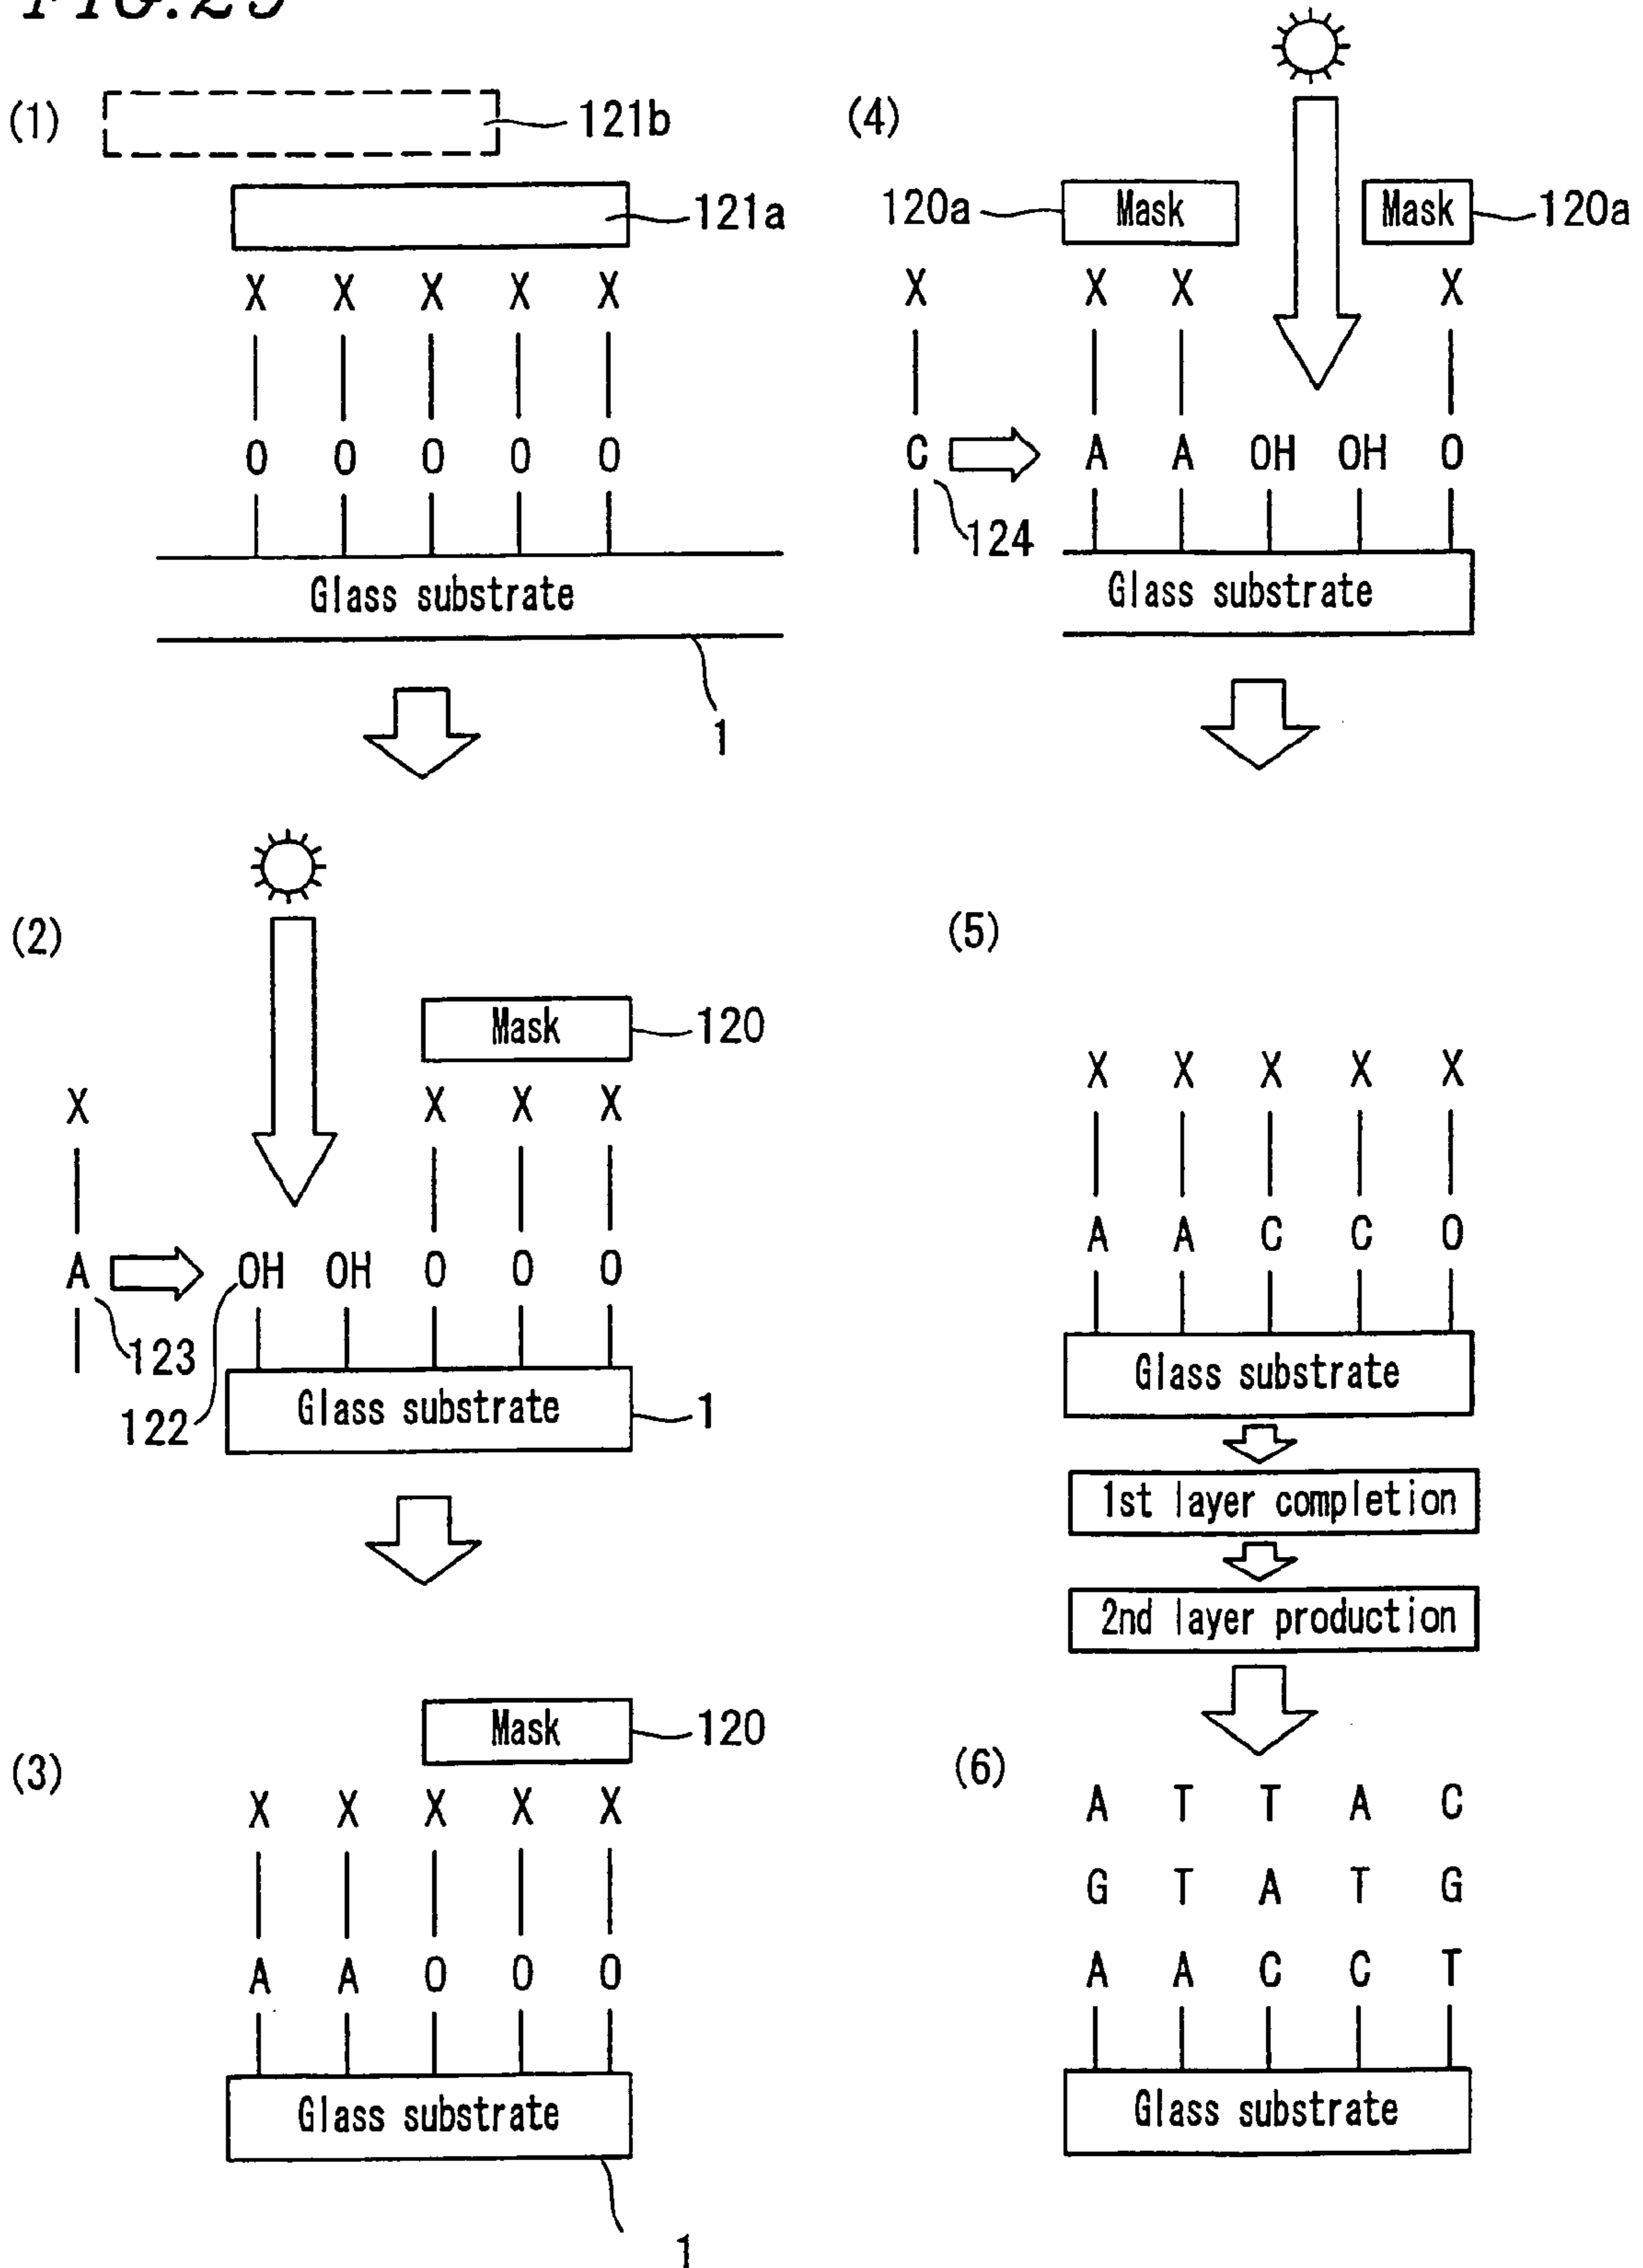 (1)
121b
121a
X X X X X
O O O O O
Glass substrate
1
(2)
Mask
120
X X X X
A OH OH O O O
123
122
Glass substrate
1
(3)
Mask
120
X X X X X
A A O O O
Glass substrate
1
(4)
120a
Mask
Mask
120a
X X X X
C A A OH OH O
124
Glass substrate
(5)
X X X X X
A A C C O
Glass substrate
1st layer completion
2nd layer production
(6)
A T T A C
G T A T G
A A C C T
Glass substrate